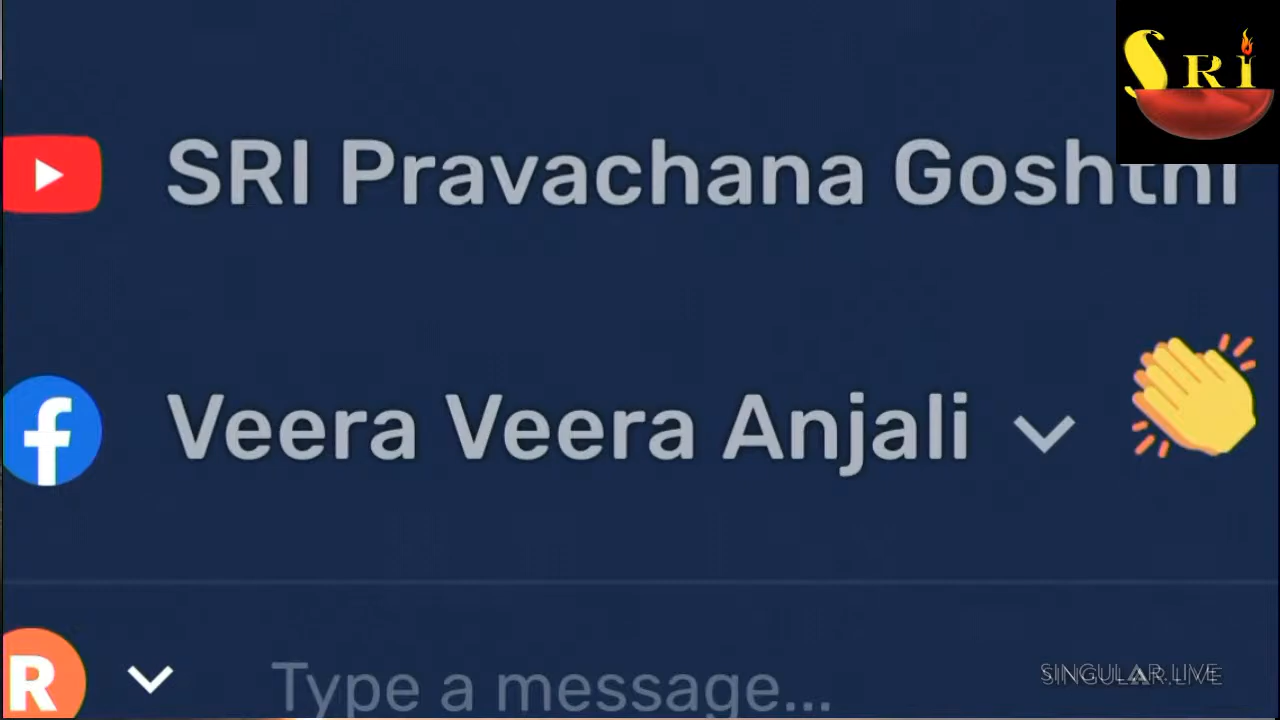 SRI
SRI Pravachana Goshthi
Veera Veera Anjali
R
Type a message...
SINGULAR.LIVE